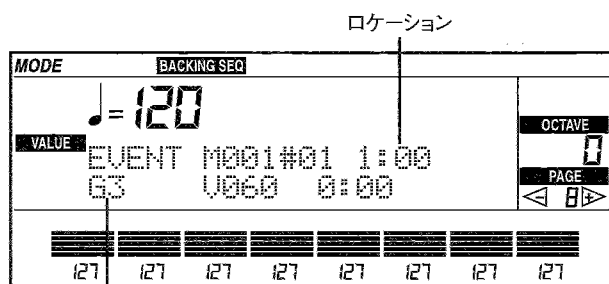 ロケーション
MODE BACKING SEQ
♩=120
OCTAVE
0
VALUE EVENT M001#01 1:00
PAGE
G3 V060 0:00
- 8 +
127 127 127 127 127 127 127 127